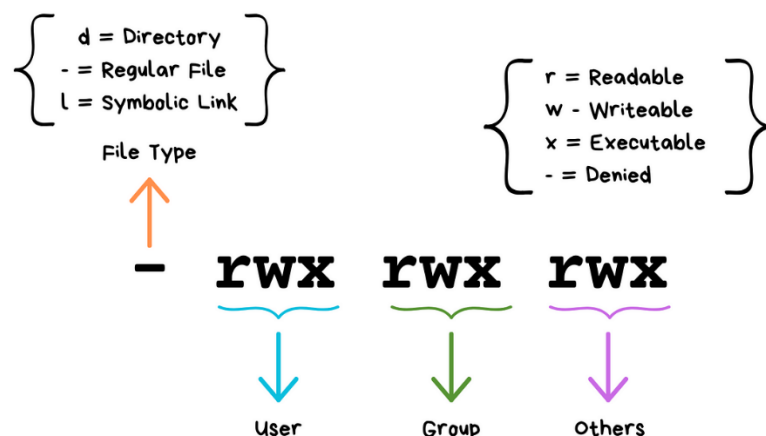 d = Directory
- = Regular File
l = Symbolic Link
File Type
r = Readable
w - Writeable
x = Executable
- = Denied
- rwx rwx rwx
User Group Others